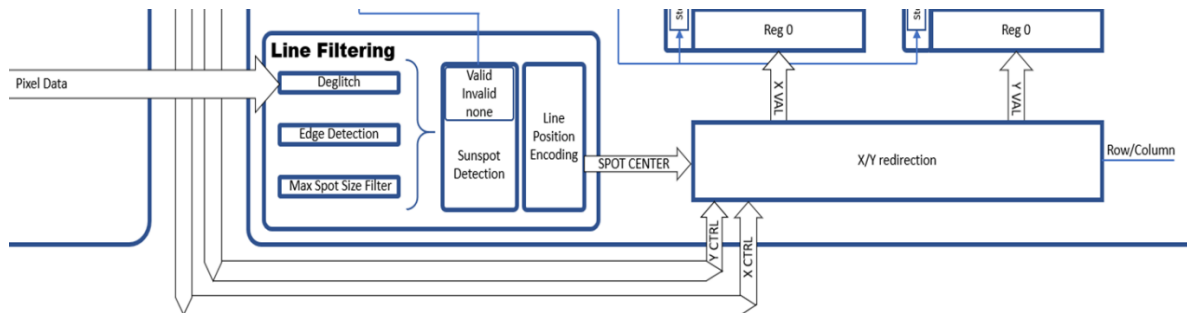 Reg 0
Reg 0
Line Filtering
Pixel Data
Deglitch
Edge Detection
Max Spot Size Filter
Valid
Invalid
none
Sunspot
Detection
Line
Position
Encoding
SPOT CENTER
X VAL
Y VAL
X/Y redirection
Row/Column
Y CTRL
X CTRL